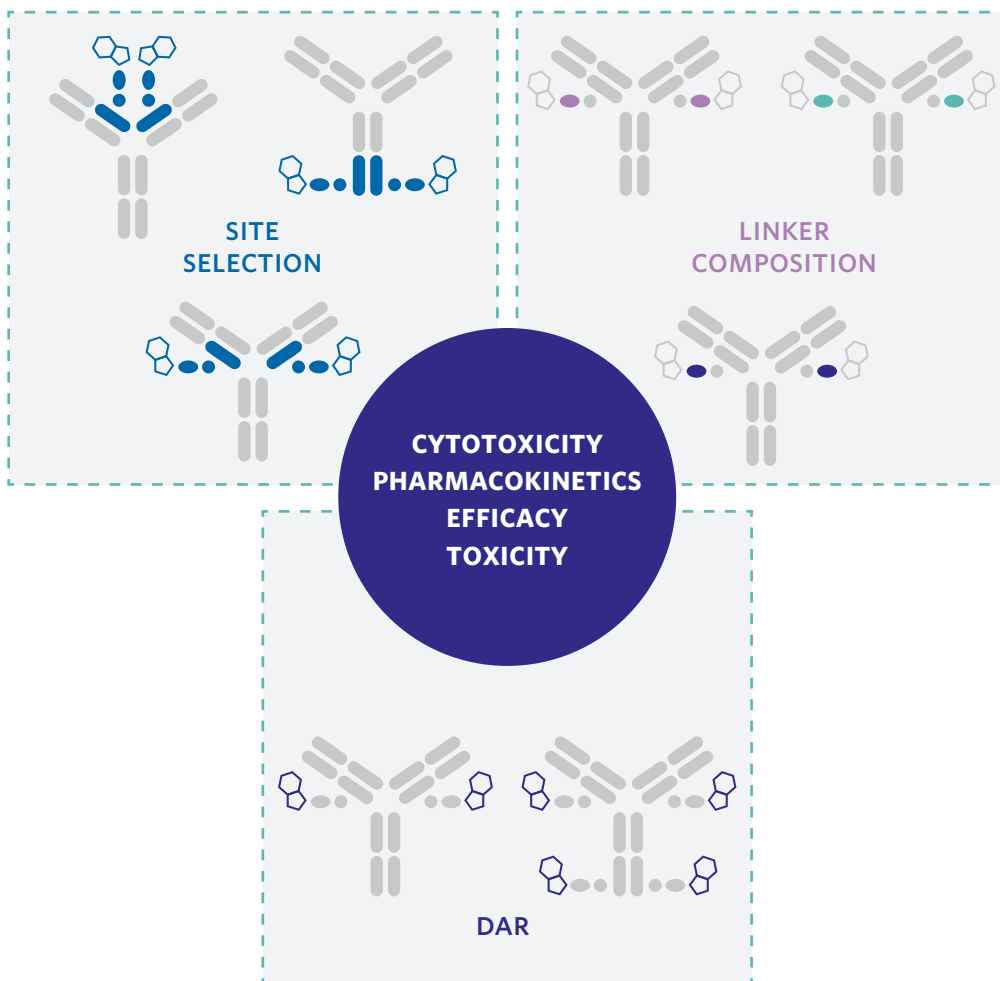 SITE
SELECTION
LINKER
COMPOSITION
CYTOTOXICITY
PHARMACOKINETICS
EFFICACY
TOXICITY
DAR